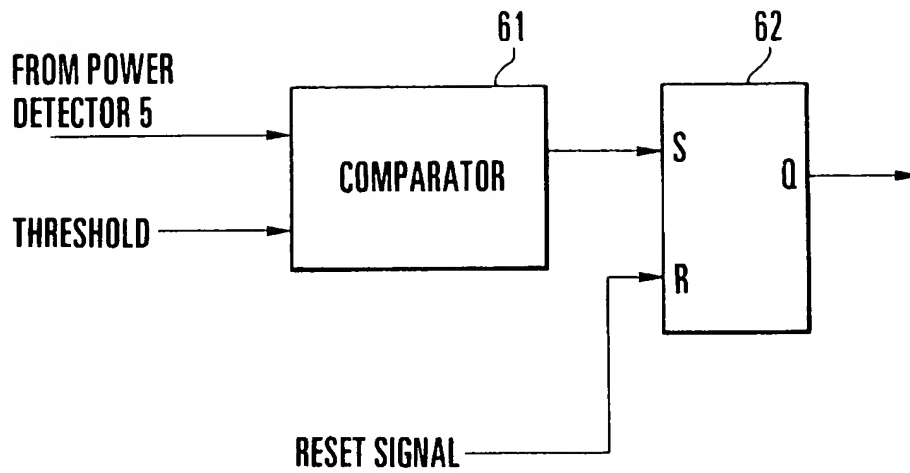 61
62
FROM POWER
DETECTOR 5
COMPARATOR
S
Q
THRESHOLD
R
RESET SIGNAL